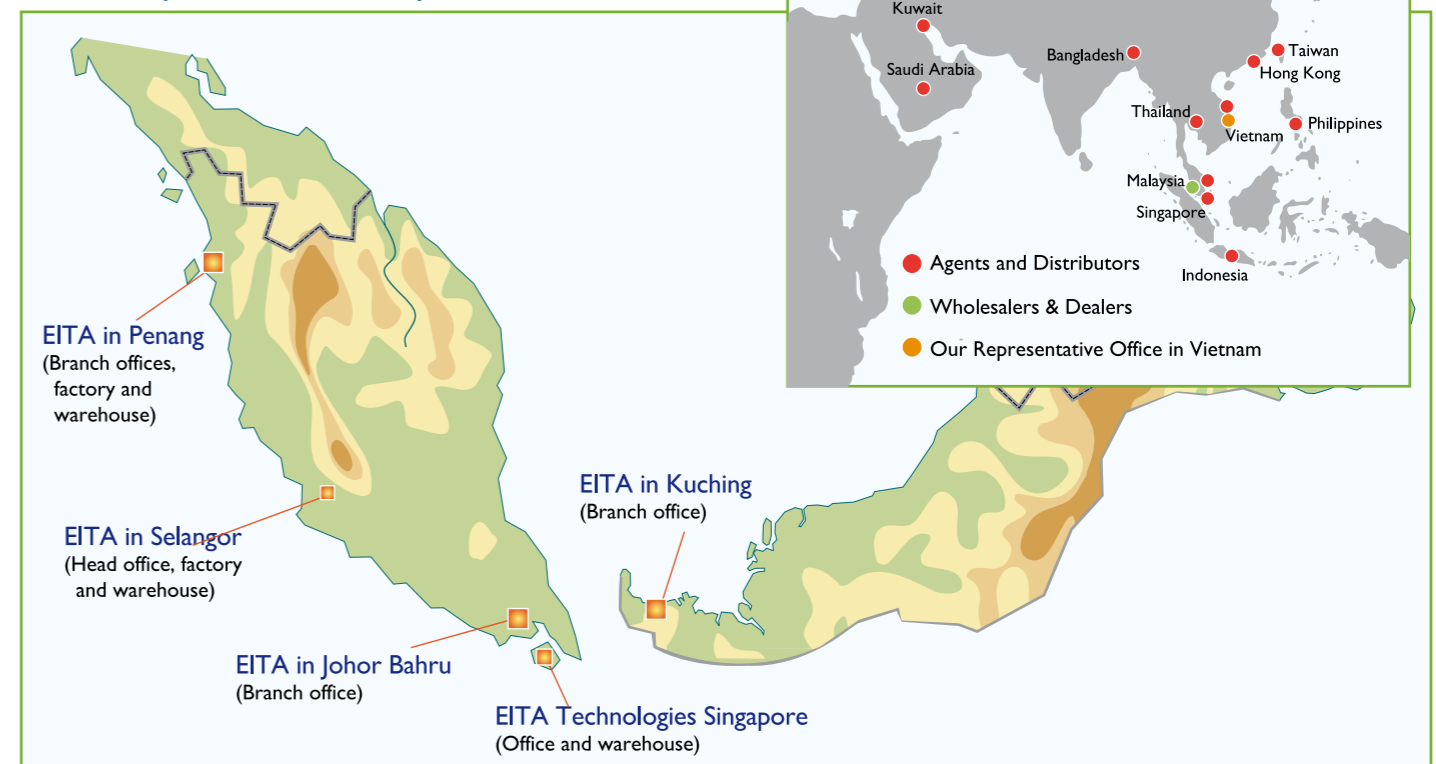 Kuwait
Bangladesh
Taiwan
Hong Kong
Saudi Arabia
Thailand
Vietnam
Philippines
Malaysia
Singapore
Indonesia
Agents and Distributors
Wholesalers & Dealers
Our Representative Office in Vietnam
EITA in Penang
(Branch offices,
factory and
warehouse)
EITA in Selangor
(Head office, factory
and warehouse)
EITA in Kuching
(Branch office)
EITA in Johor Bahru
(Branch office)
EITA Technologies Singapore
(Office and warehouse)